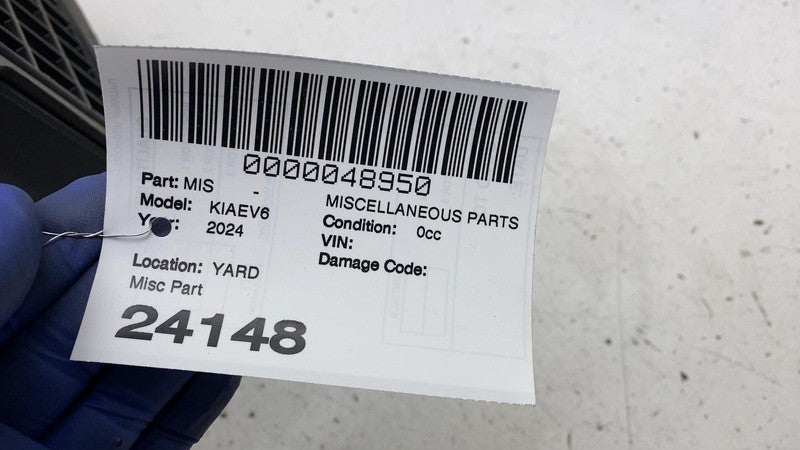 0000048950
Part: MIS -
MISCELLANEOUS PARTS
Model: KIAEV6
Condition: 0cc
Year: 2024
VIN:
Damage Code:
Location: YARD
Misc Part
24148